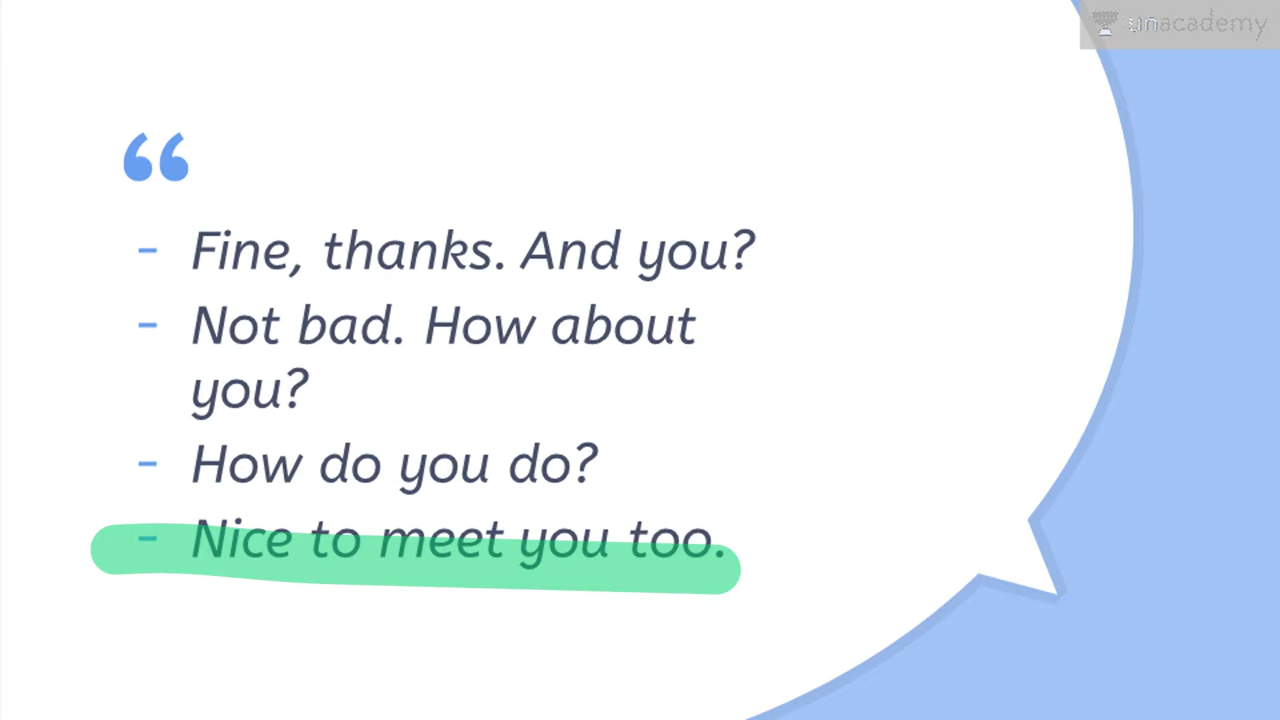 unacademy
“
- Fine, thanks. And you?
- Not bad. How about
you?
- How do you do?
- Nice to meet you too.